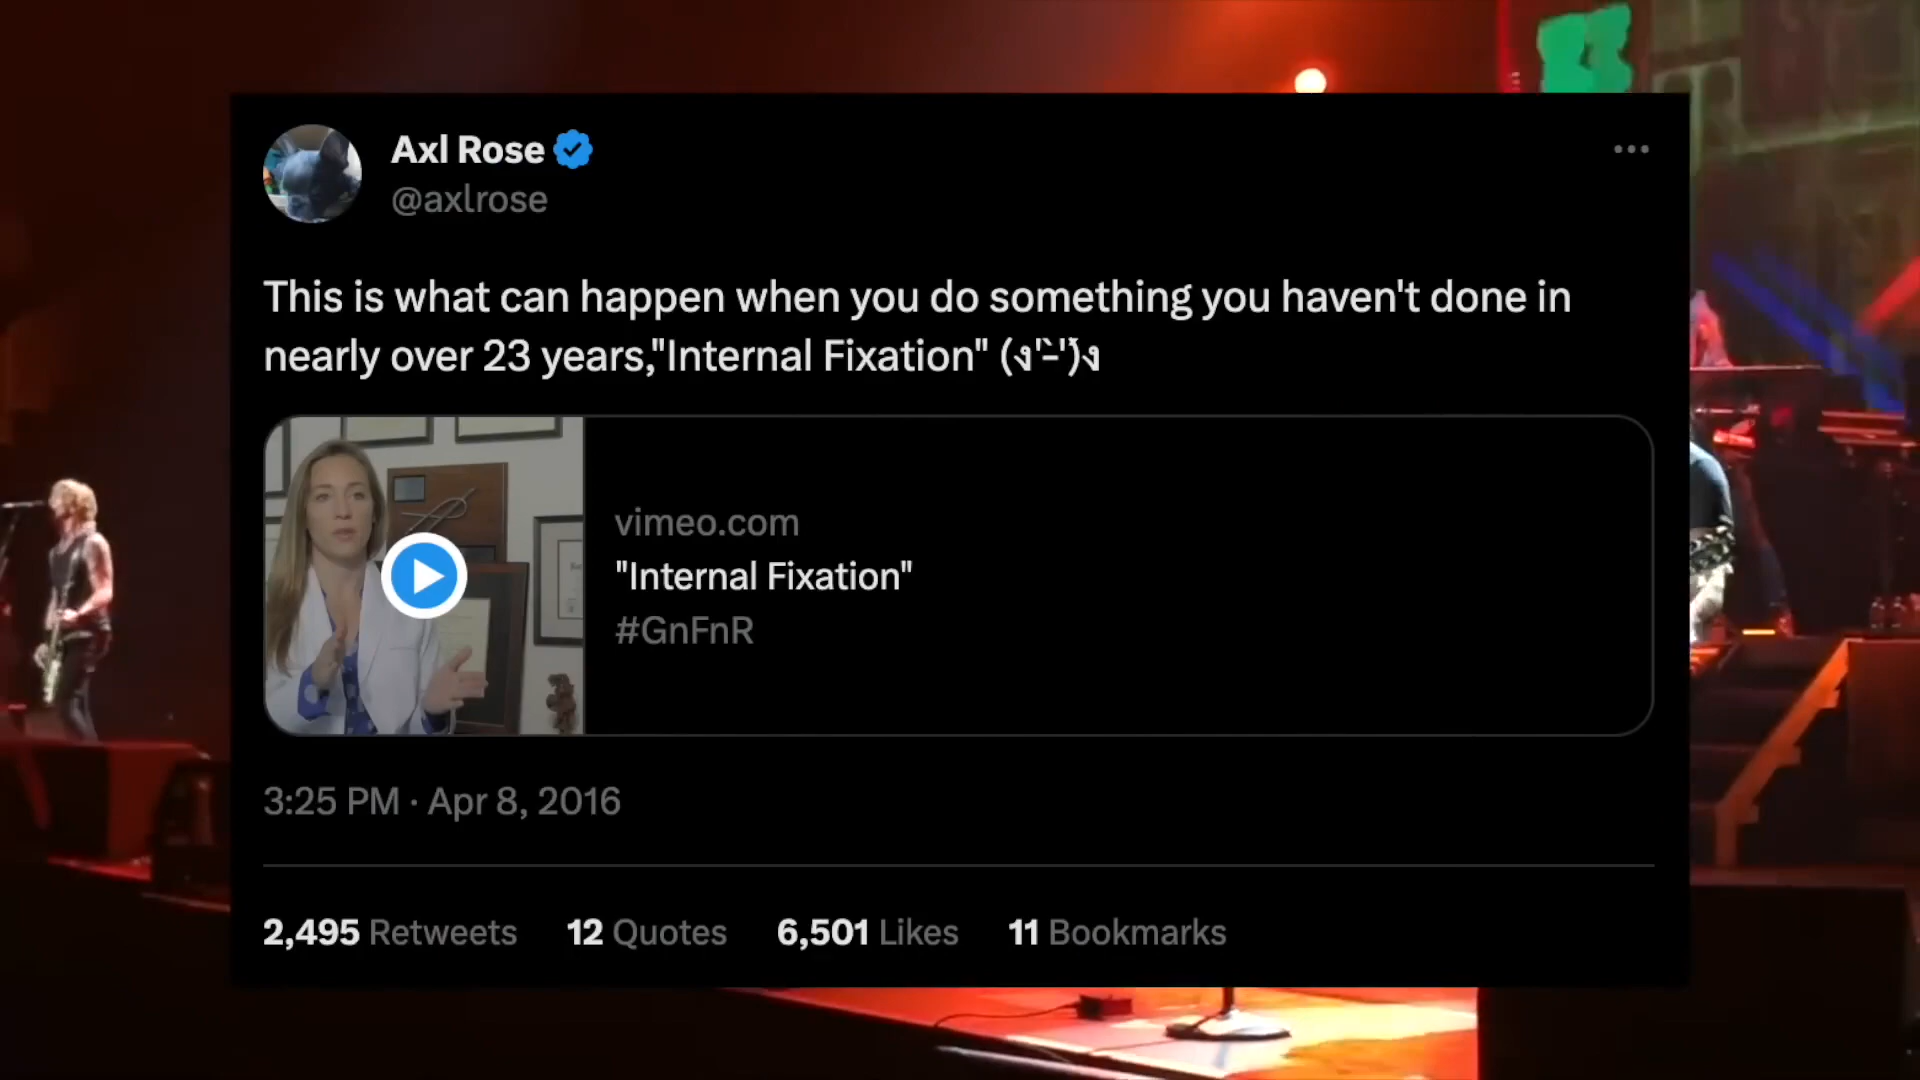 Axl Rose
@axlrose
This is what can happen when you do something you haven't done in
nearly over 23 years,"Internal Fixation" (ง'̀-'́)ง
vimeo.com
"Internal Fixation"
#GnFnR
3:25 PM · Apr 8, 2016
2,495 Retweets 12 Quotes 6,501 Likes 11 Bookmarks